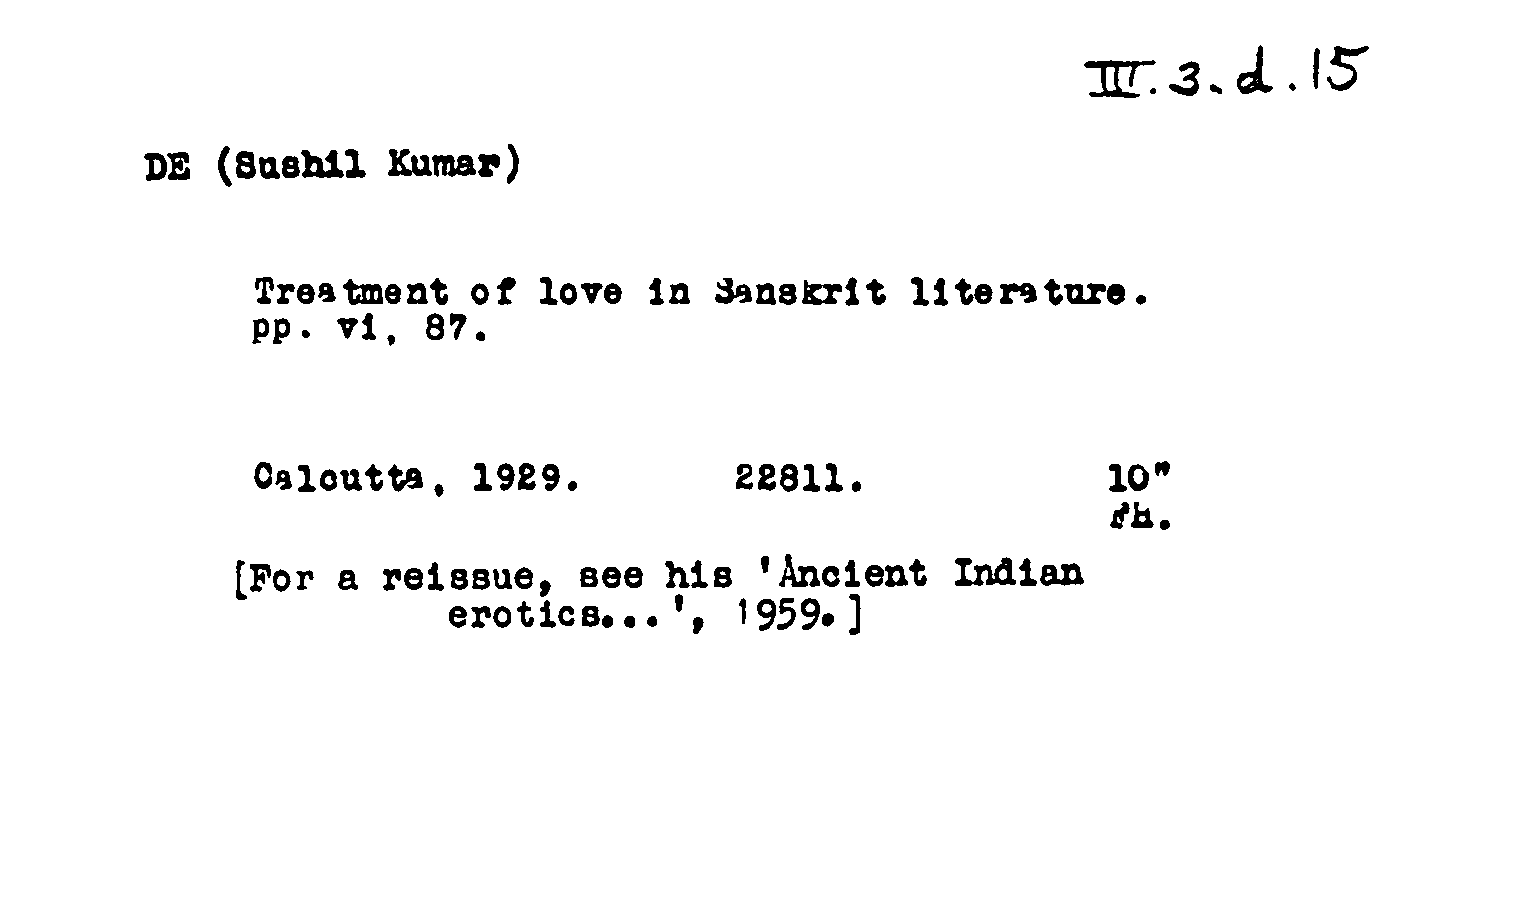 III.3.d.15
DE (Sushil Kumar)
Treatment of love in Sanskrit literature.
pp. vi, 87.
Calcutta, 1929. 22811. 10"
[For a reissue, see his 'Ancient Indian
erotics...', 1959.]